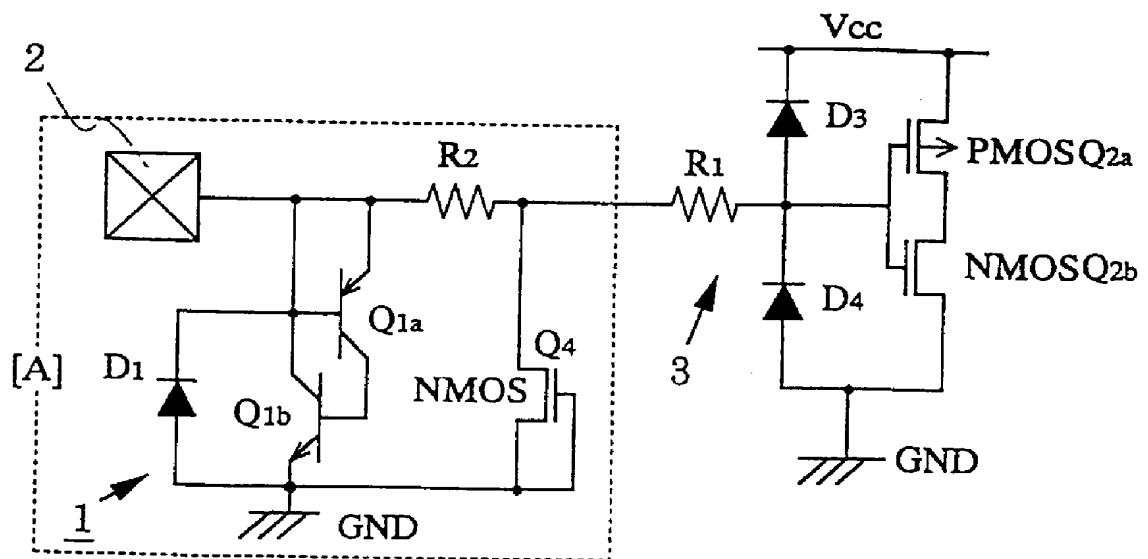 Vcc
2
D3
R2
R1
PMOSQ2a
NMOSQ2b
D4
Q1a
Q4
3
[A]
D1
NMOS
Q1b
GND
1
GND